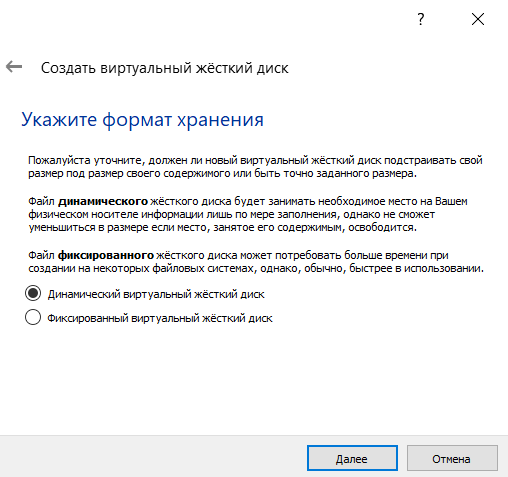 ?
Создать виртуальный жёсткий диск
Укажите формат хранения
Пожалуйста уточните, должен ли новый виртуальный жёсткий диск подстраивать свой
размер под размер своего содержимого или быть точно заданного размера.
Файл динамического жёсткого диска будет занимать необходимое место на Вашем
физическом носителе информации лишь по мере заполнения, однако не сможет
уменьшиться в размере если место, занятое его содержимым, освободится.
Файл фиксированного жёсткого диска может потребовать больше времени при
создании на некоторых файловых системах, однако, обычно, быстрее в использовании.
Динамический виртуальный жёсткий диск
Фиксированный виртуальный жёсткий диск
Далее
Отмена